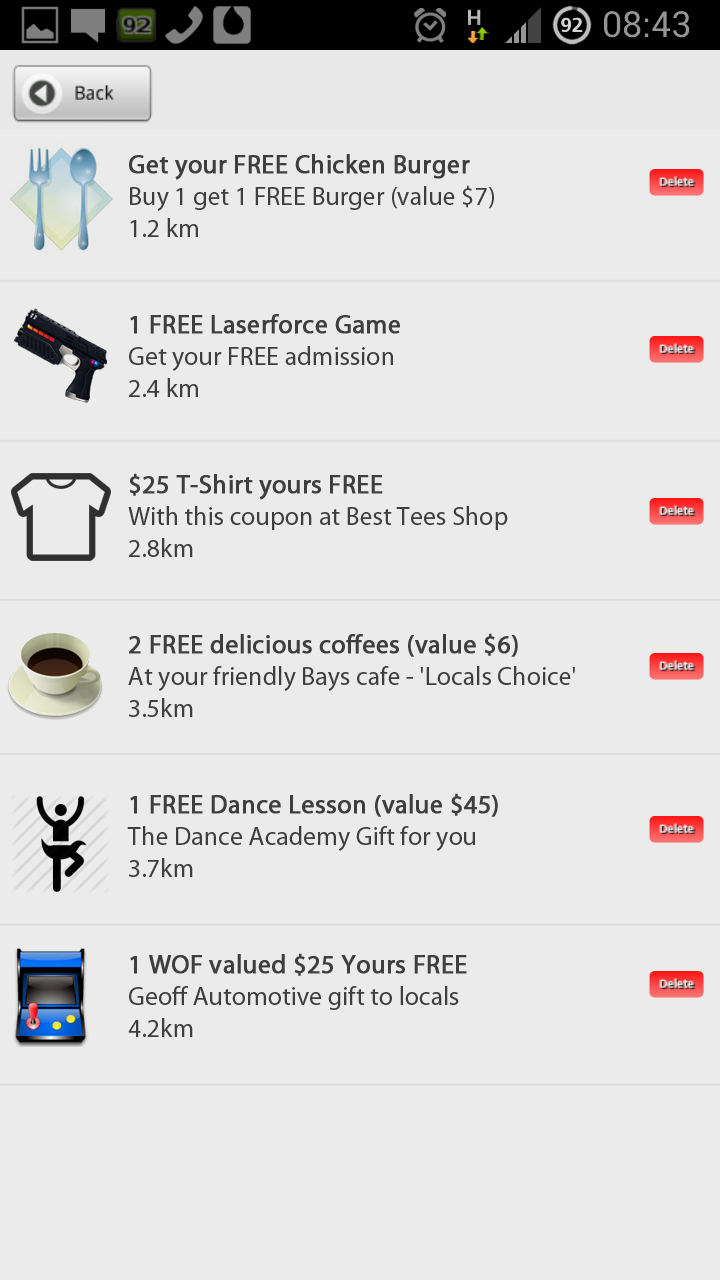 92 H 92 08:43
Back
Get your FREE Chicken Burger
Buy 1 get 1 FREE Burger (value $7)
1.2 km
Delete
1 FREE Laserforce Game
Get your FREE admission
2.4 km
Delete
$25 T-Shirt yours FREE
With this coupon at Best Tees Shop
2.8km
Delete
2 FREE delicious coffees (value $6)
At your friendly Bays cafe - 'Locals Choice'
3.5km
Delete
1 FREE Dance Lesson (value $45)
The Dance Academy Gift for you
3.7km
Delete
1 WOF valued $25 Yours FREE
Geoff Automotive gift to locals
4.2km
Delete